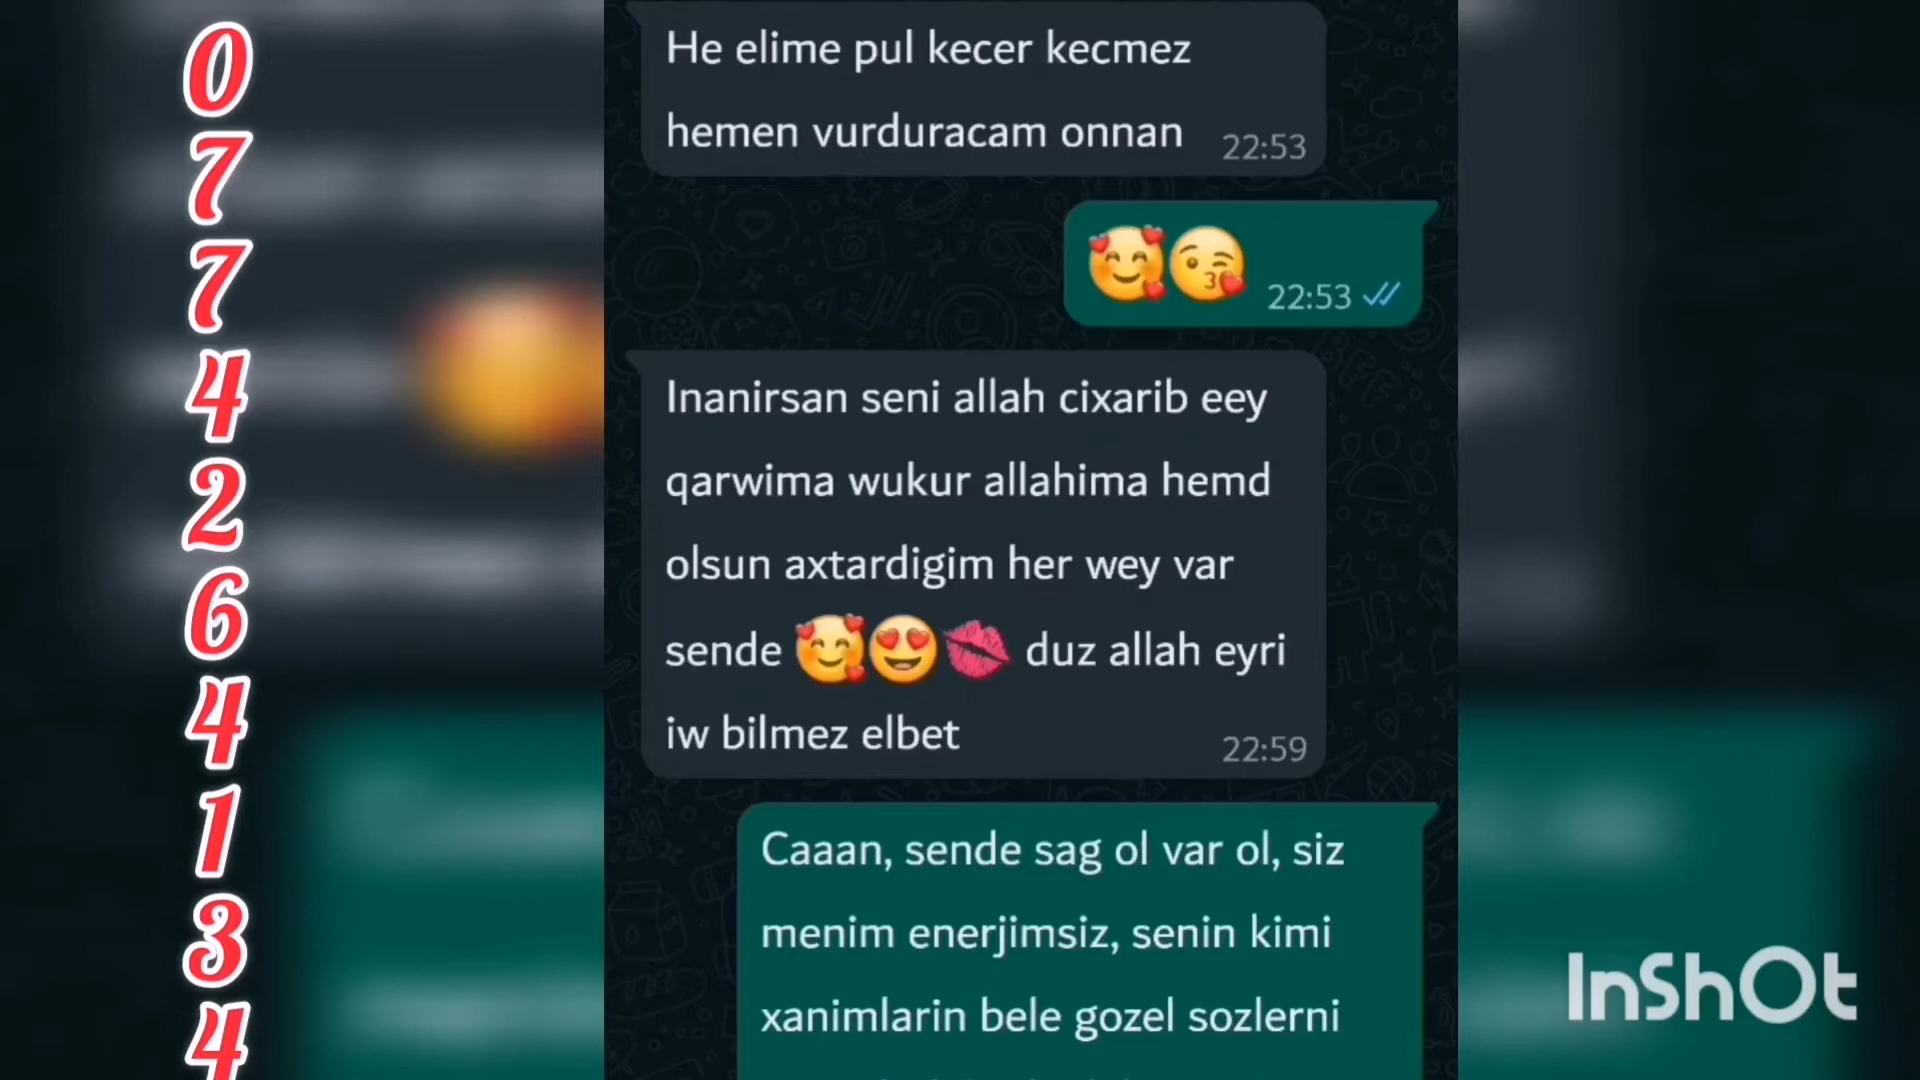 0
7
7
4
2
6
4
1
3
4
He elime pul kecer kecmez
hemen vurduracam onnan 22:53
🥰😘 22:53
Inanirsan seni allah cixarib eey
qarwima wukur allahima hemd
olsun axtardigim her wey var
sende 🥰😍💋 duz allah eyri
iw bilmez elbet 22:59
Caaan, sende sag ol var ol, siz
menim enerjimsiz, senin kimi
xanimlarin bele gozel sozlerni
InShOt